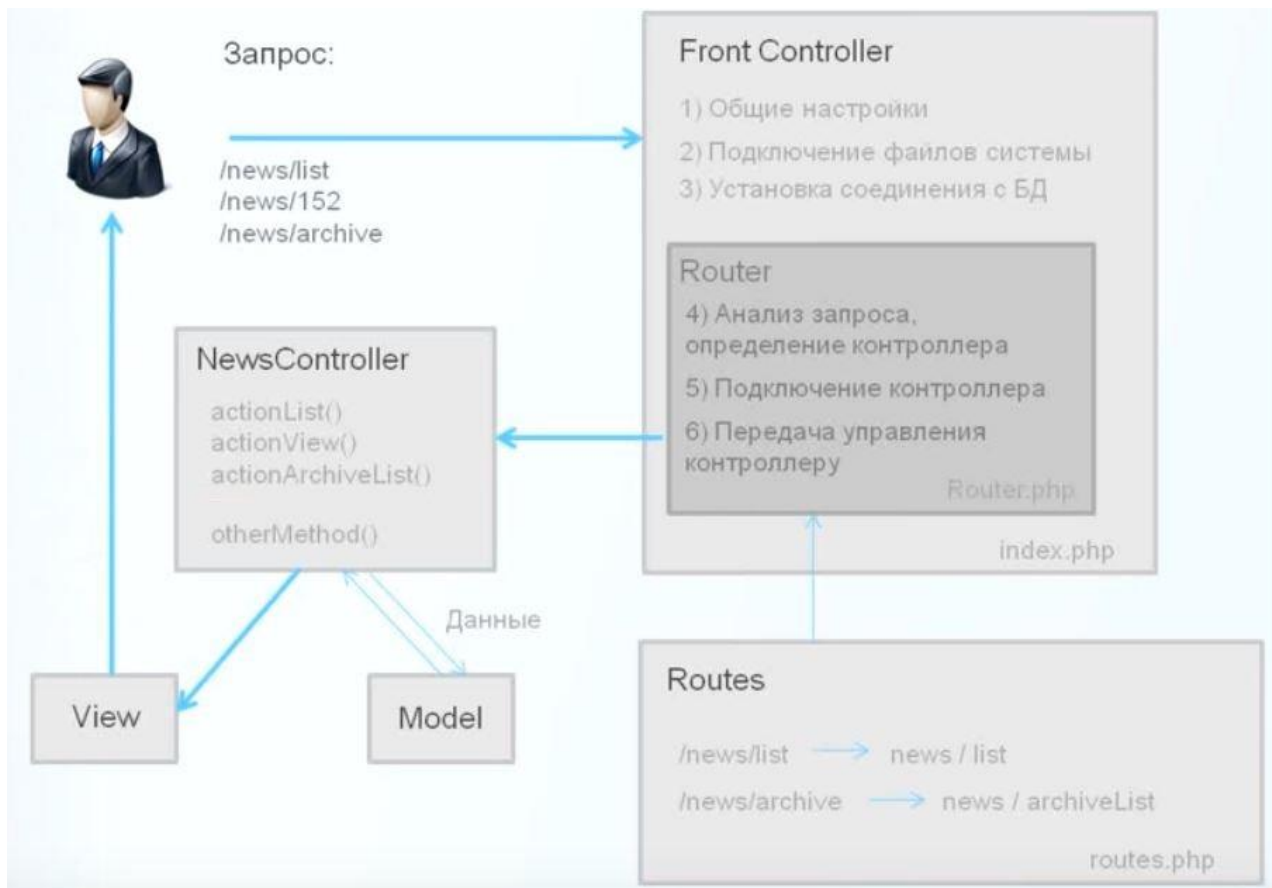 Запрос:
/news/list
/news/152
/news/archive
Front Controller
1) Общие настройки
2) Подключение файлов системы
3) Установка соединения с БД
Router
4) Анализ запроса,
определение контроллера
5) Подключение контроллера
6) Передача управления
контроллеру
Router.php
index.php
NewsController
actionList()
actionView()
actionArchiveList()
otherMethod()
Данные
View
Model
Routes
/news/list news / list
/news/archive news / archiveList
routes.php